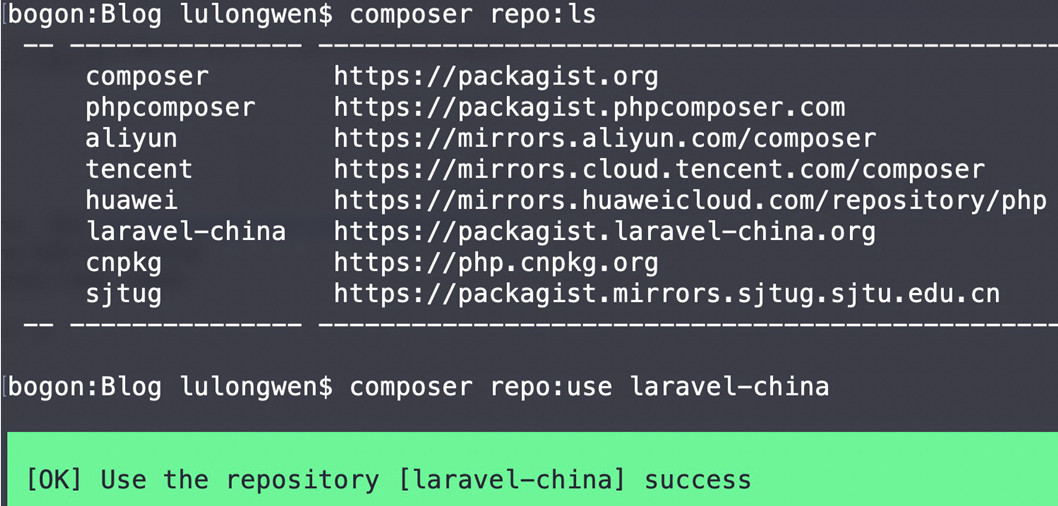 [bogon:Blog lulongwen$ composer repo:ls
-- --------------- ------------------------------------------------
composer https://packagist.org
phpcomposer https://packagist.phpcomposer.com
aliyun https://mirrors.aliyun.com/composer
tencent https://mirrors.cloud.tencent.com/composer
huawei https://mirrors.huaweicloud.com/repository/php
laravel-china https://packagist.laravel-china.org
cnpkg https://php.cnpkg.org
sjtug https://packagist.mirrors.sjtug.sjtu.edu.cn
-- --------------- ------------------------------------------------
[bogon:Blog lulongwen$ composer repo:use laravel-china
[OK] Use the repository [laravel-china] success